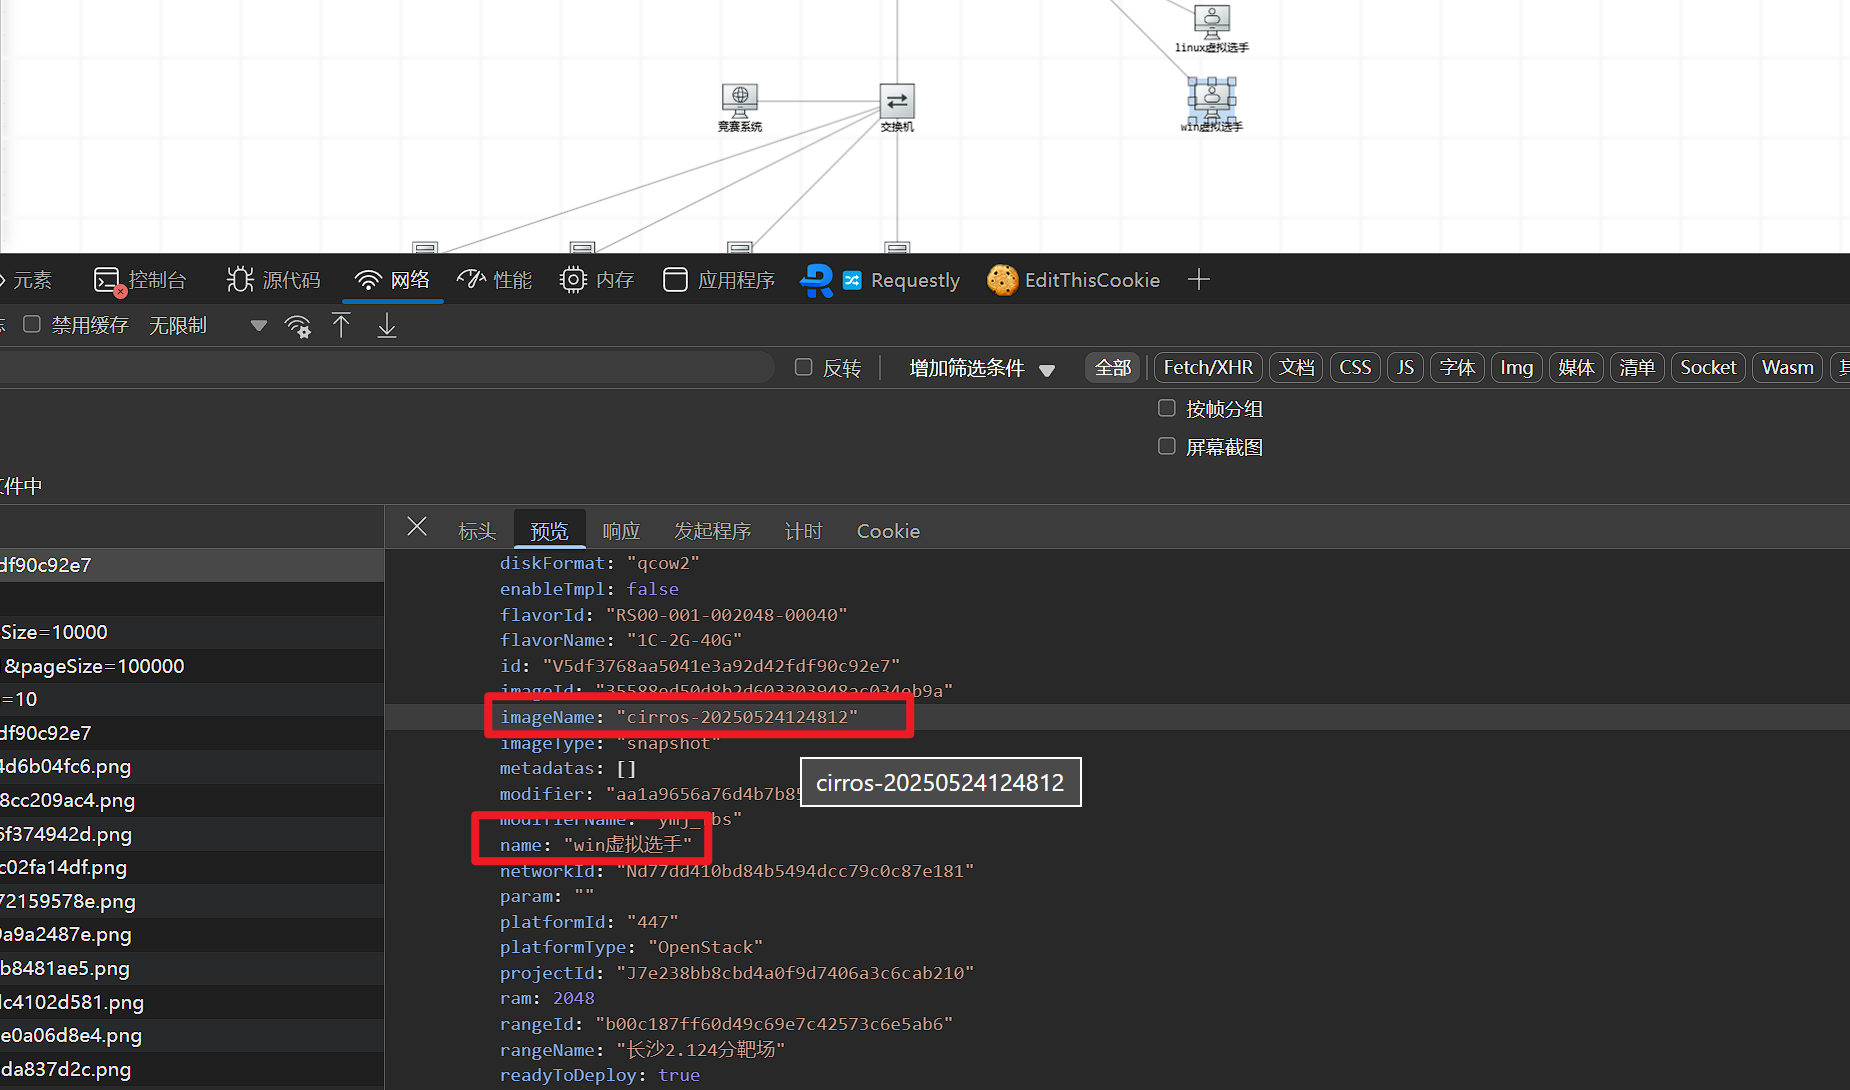 linux虚拟选手
竞赛系统
交换机
win虚拟选手
元素
控制台
源代码
网络
性能
内存
应用程序
Requestly
EditThisCookie
禁用缓存
无限制
反转
增加筛选条件
全部
Fetch/XHR
文档
CSS
JS
字体
Img
媒体
清单
Socket
Wasm
按帧分组
屏幕截图
件中
标头
预览
响应
发起程序
计时
Cookie
df90c92e7
Size=10000
&pageSize=100000
=10
df90c92e7
4d6b04fc6.png
8cc209ac4.png
6f374942d.png
c02fa14df.png
72159578e.png
9a9a2487e.png
b8481ae5.png
dc4102d581.png
e0a06d8e4.png
da837d2c.png
diskFormat: "qcow2"
enableTmpl: false
flavorId: "RS00-001-002048-00040"
flavorName: "1C-2G-40G"
id: "V5df3768aa5041e3a92d42fdf90c92e7"
imageId: "35588ed50d8b2d603303948ac034eb9a"
imageName: "cirros-20250524124812"
imageType: "snapshot"
metadatas: []
modifier: "aa1a9656a76d4b7b85
cirros-20250524124812
modifierName: "ymj_bs"
name: "win虚拟选手"
networkId: "Nd77dd410bd84b5494dcc79c0c87e181"
param: ""
platformId: "447"
platformType: "OpenStack"
projectId: "J7e238bb8cbd4a0f9d7406a3c6cab210"
ram: 2048
rangeId: "b00c187ff60d49c69e7c42573c6e5ab6"
rangeName: "长沙2.124分靶场"
readyToDeploy: true